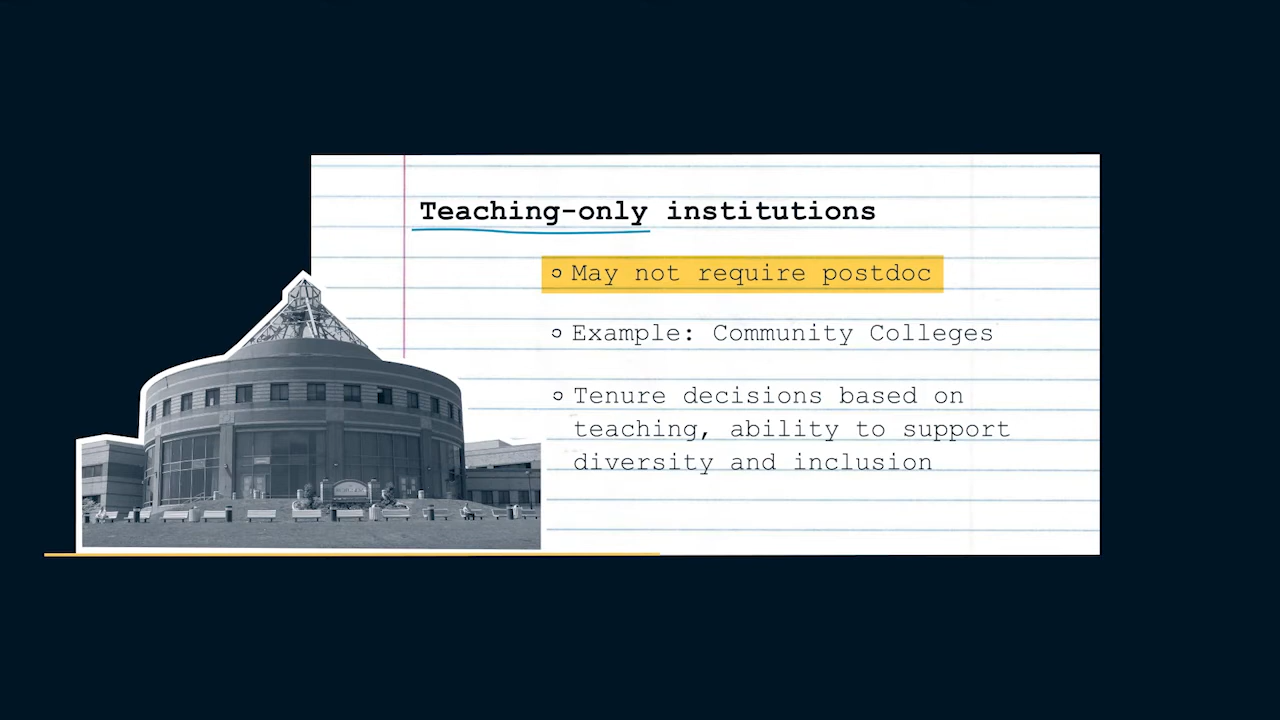 Teaching-only institutions
May not require postdoc
Example: Community Colleges
Tenure decisions based on
teaching, ability to support
diversity and inclusion